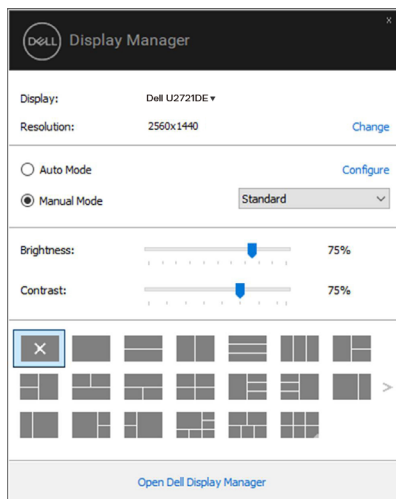 x
DELL Display Manager
Display: Dell U2721DE
Resolution: 2560x1440 Change
Auto Mode Configure
Manual Mode Standard
Brightness: 75%
Contrast: 75%
Open Dell Display Manager